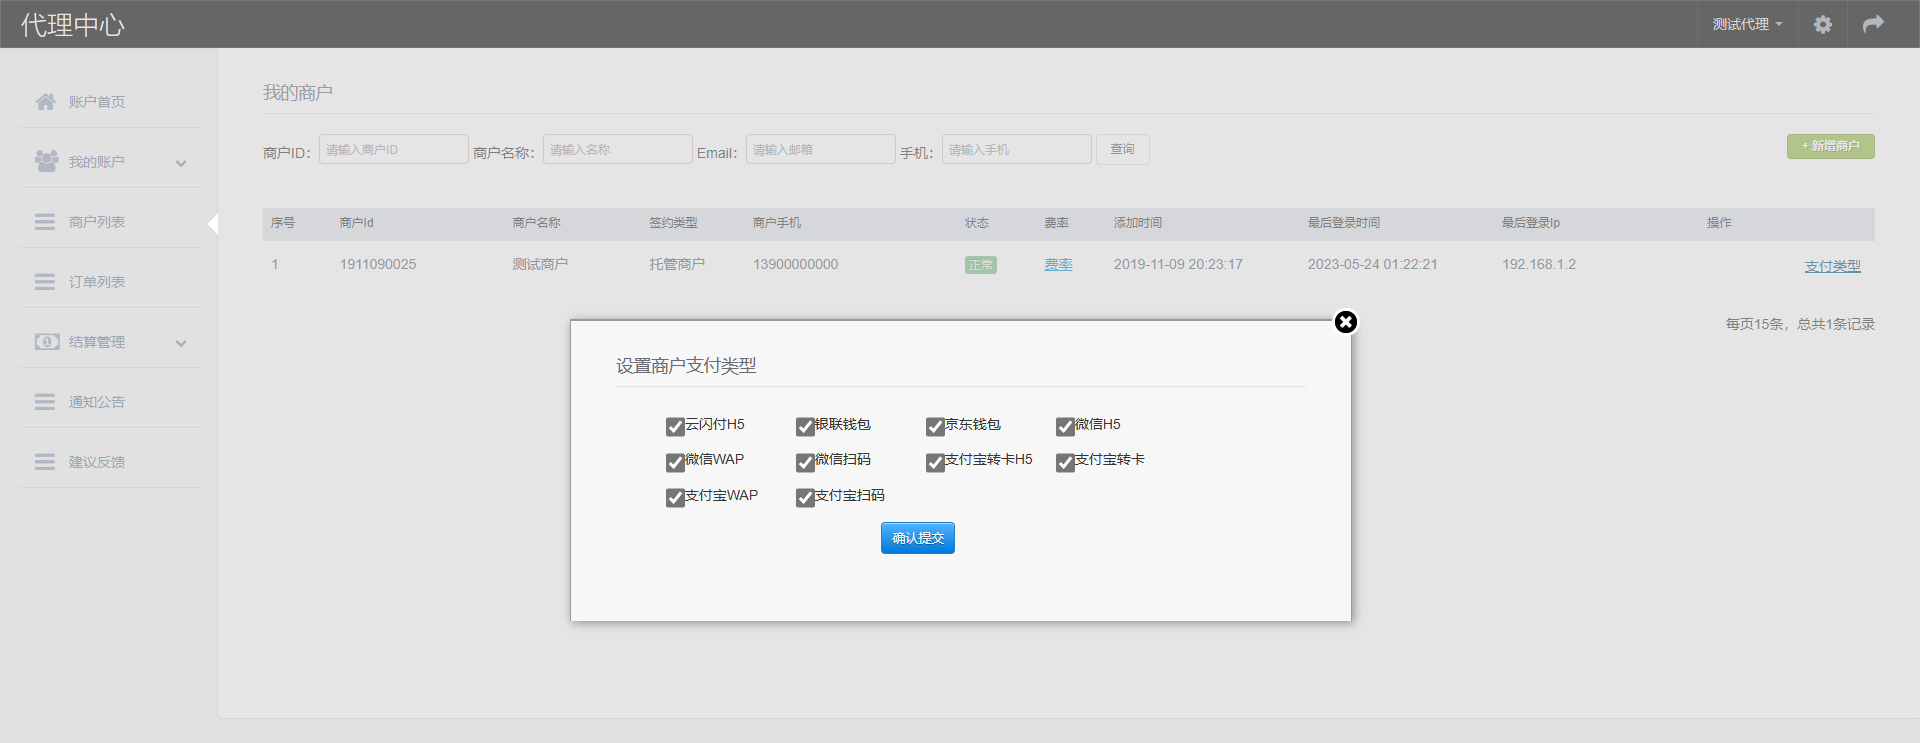 代理中心
测试代理
账户首页
我的账户
商户列表
订单列表
结算管理
通知公告
建议反馈
我的商户
商户ID： 请输入商户ID 商户名称： 请输入名称 Email： 请输入邮箱 手机： 请输入手机 查询
+ 新增商户
序号 商户Id 商户名称 签约类型 商户手机 状态 费率 添加时间 最后登录时间 最后登录Ip 操作
1 1911090025 测试商户 托管商户 13900000000 正常 费率 2019-11-09 20:23:17 2023-05-24 01:22:21 192.168.1.2 支付类型
每页15条，总共1条记录
设置商户支付类型
云闪付H5 银联钱包 京东钱包 微信H5
微信WAP 微信扫码 支付宝转卡H5 支付宝转卡
支付宝WAP 支付宝扫码
确认提交